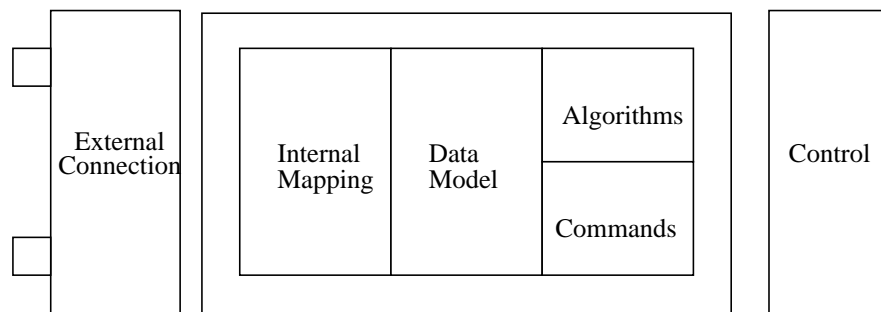 External
Connection
Internal
Mapping
Data
Model
Algorithms
Commands
Control